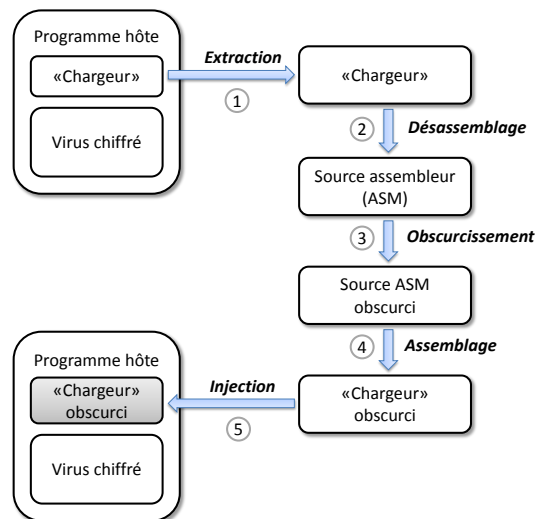 Programme hôte
«Chargeur»
Virus chiffré
Extraction
1
«Chargeur»
2
Désassemblage
Source assembleur
(ASM)
3
Obscurcissement
Source ASM
obscurci
4
Assemblage
«Chargeur»
obscurci
Injection
5
Programme hôte
«Chargeur»
obscurci
Virus chiffré